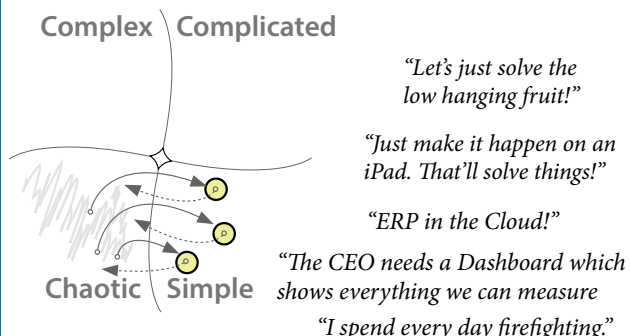 Complex Complicated
“Let’s just solve the
low hanging fruit!”
“Just make it happen on an
iPad. That’ll solve things!”
“ERP in the Cloud!”
“The CEO needs a Dashboard which
shows everything we can measure
“I spend every day firefighting.”
Chaotic Simple